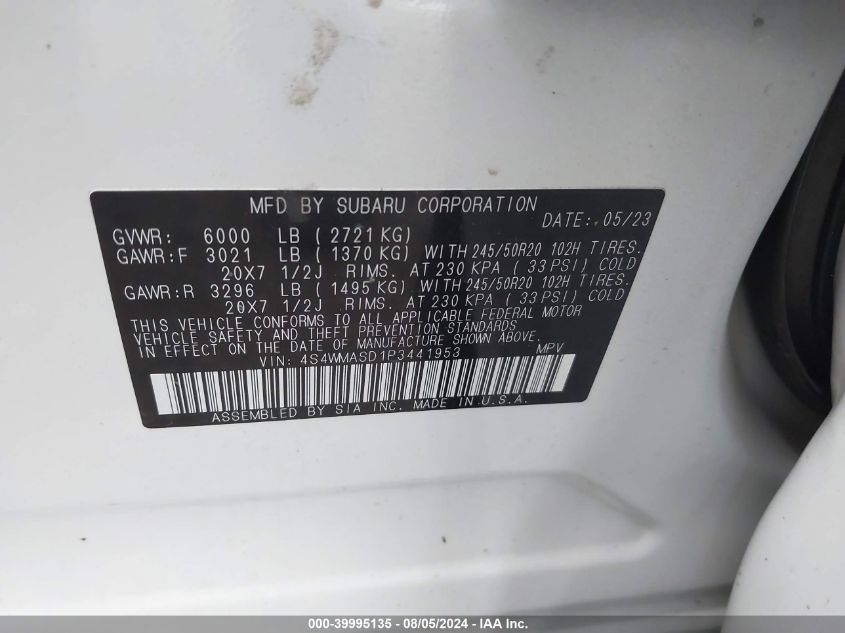 MFD BY SUBARU CORPORATION
DATE: 05/23
GVWR: 6000 LB ( 2721 KG)
GAWR:F 3021 LB ( 1370 KG) WITH 245/50R20 102H TIRES.
20X7 1/2J RIMS. AT 230 KPA ( 33 PSI) COLD
GAWR:R 3296 LB ( 1495 KG) WITH 245/50R20 102H TIRES.
20X7 1/2J RIMS. AT 230 KPA ( 33 PSI) COLD
THIS VEHICLE CONFORMS TO ALL APPLICABLE FEDERAL MOTOR
VEHICLE SAFETY AND THEFT PREVENTION STANDARDS
IN EFFECT ON THE DATE OF MANUFACTURE SHOWN ABOVE.
VIN: 4S4WMASD1P3441953 MPV
ASSEMBLED BY SIA INC. MADE IN U.S.A.
000-39995135 - 08/05/2024 - IAA Inc.